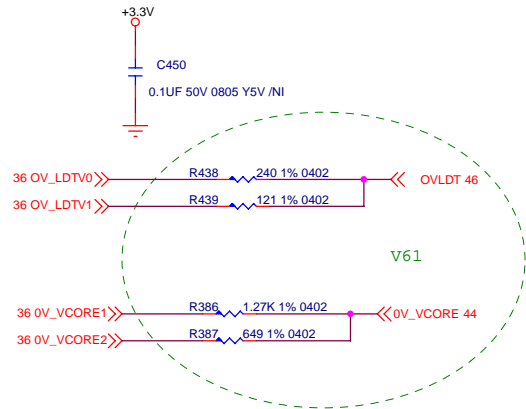 +3.3V
C450
0.1UF 50V 0805 Y5V /NI
36 OV_LDTV0 R438 240 1% 0402 OVLDT 46
36 OV_LDTV1 R439 121 1% 0402
V61
36 0V_VCORE1 R386 1.27K 1% 0402 0V_VCORE 44
36 0V_VCORE2 R387 649 1% 0402